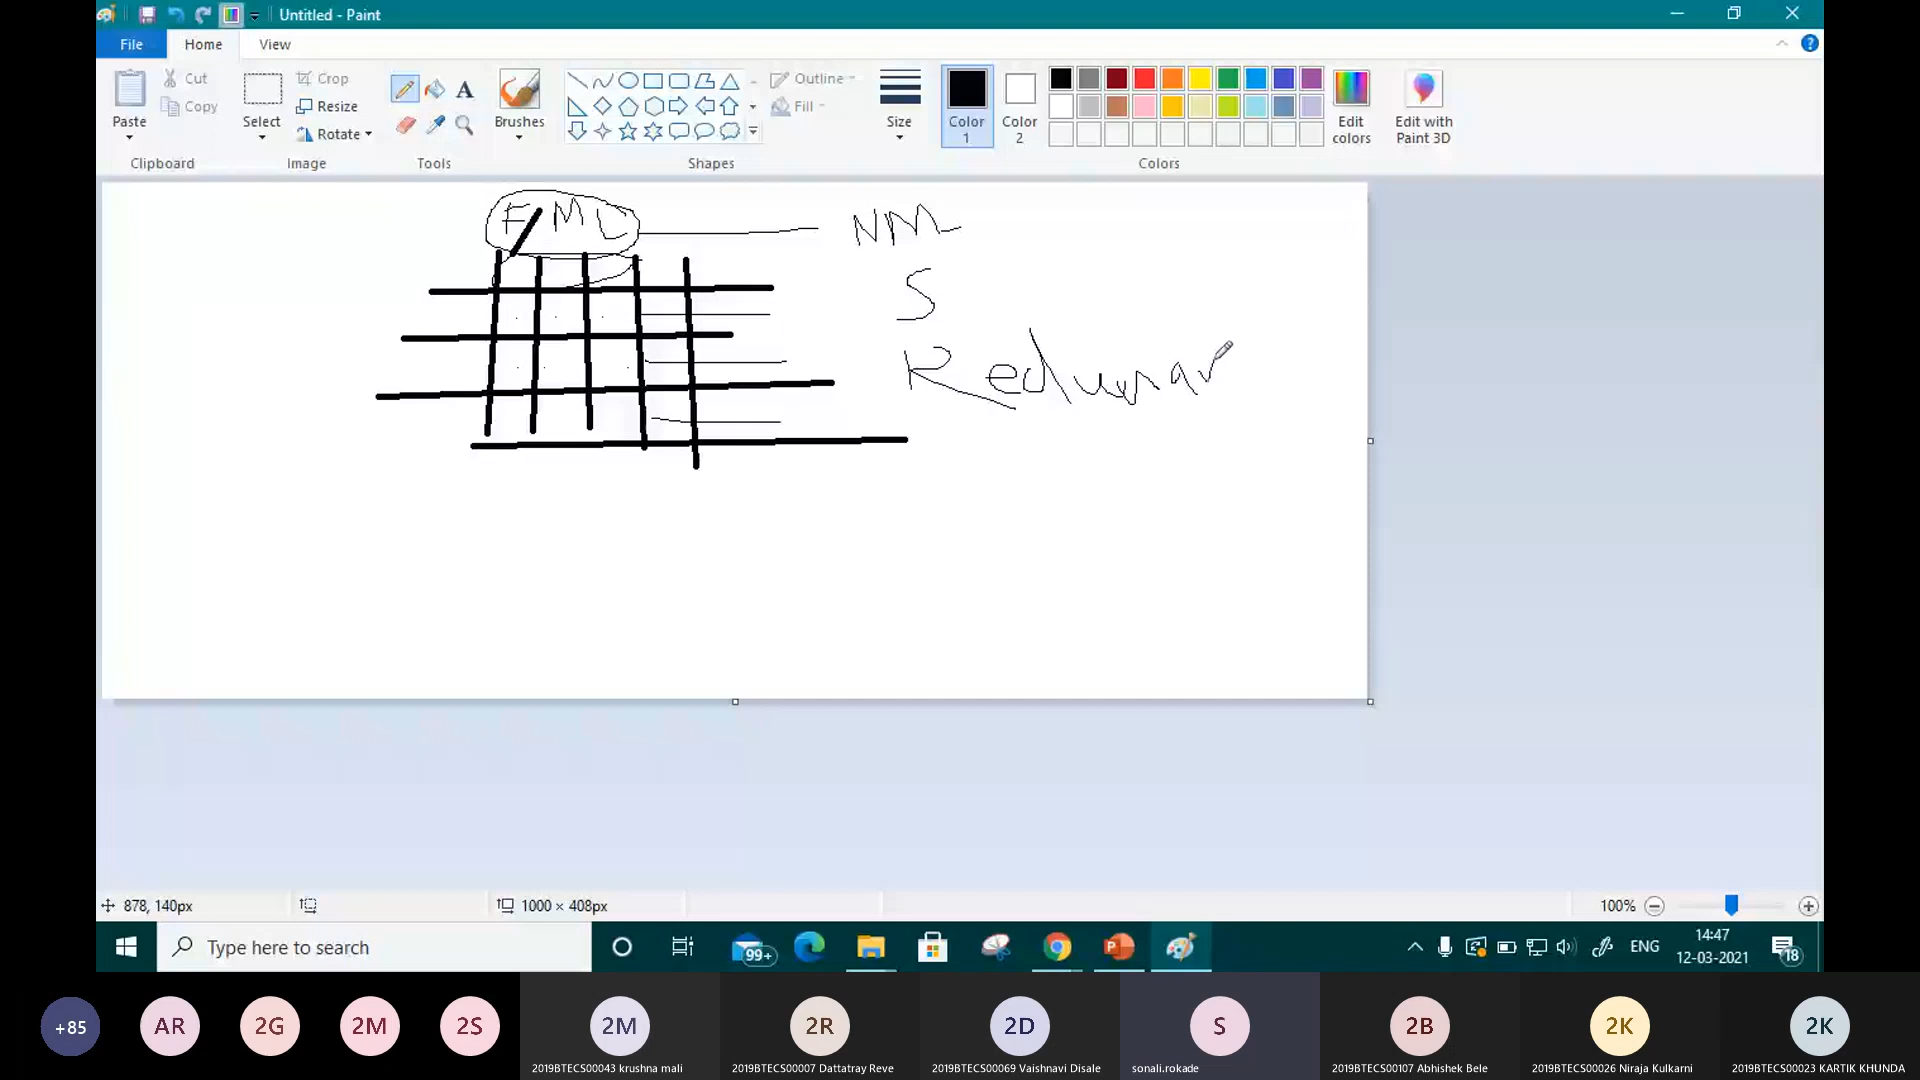 Untitled - Paint
File Home View
Paste
Cut
Copy
Clipboard
Select
Crop
Resize
Rotate
Image
Tools
Brushes
Shapes
Outline
Fill
Size
Color 1
Color 2
Edit colors
Edit with Paint 3D
Colors
F M L
NM
S
878, 140px
1000 × 408px
100%
Type here to search
99+
ENG
14:47
12-03-2021
18
+85
AR
2G
2M
2S
2M
2R
2D
S
2B
2K
2K
2019BTECS00043 krushna mali
2019BTECS00007 Dattatray Reve
2019BTECS00069 Vaishnavi Disale
sonali.rokade
2019BTECS00107 Abhishek Bele
2019BTECS00026 Niraja Kulkarni
2019BTECS00023 KARTIK KHUNDA